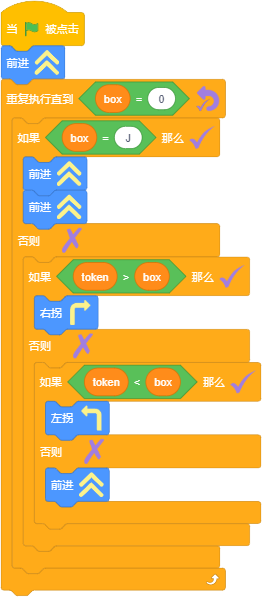 当 被点击
前进
重复执行直到 box = 0
如果 box = J 那么
前进
前进
否则
如果 token > box 那么
右拐
否则
如果 token < box 那么
左拐
否则
前进